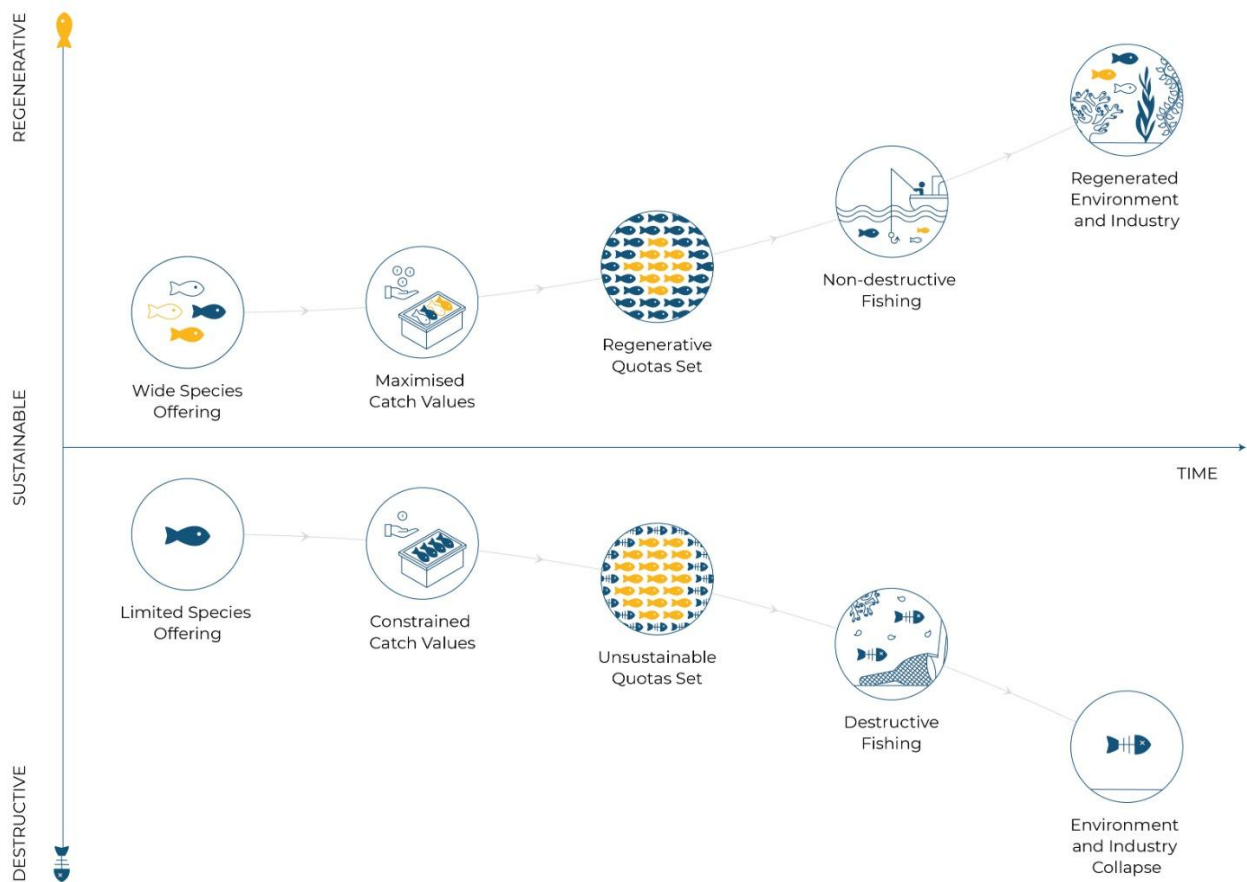 REGENERATIVE
SUSTAINABLE
DESTRUCTIVE
TIME
Wide Species
Offering
Maximised
Catch Values
Regenerative
Quotas Set
Non-destructive
Fishing
Regenerated
Environment
and Industry
Limited Species
Offering
Constrained
Catch Values
Unsustainable
Quotas Set
Destructive
Fishing
Environment
and Industry
Collapse